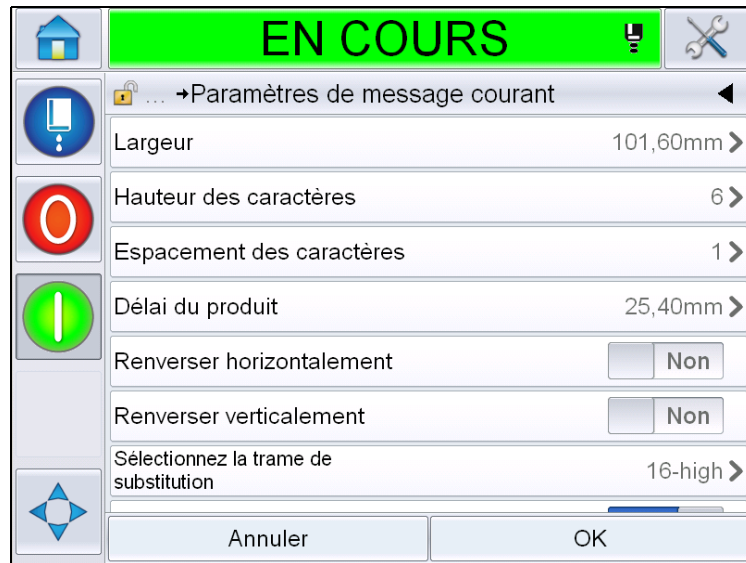 EN COURS
... →Paramètres de message courant
Largeur 101,60mm
Hauteur des caractères 6
Espacement des caractères 1
Délai du produit 25,40mm
Renverser horizontalement Non
Renverser verticalement Non
Sélectionnez la trame de
substitution 16-high
Annuler OK